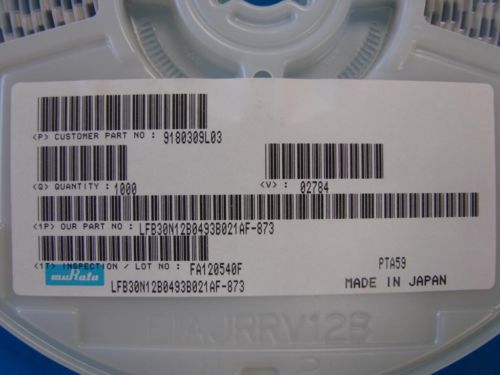 <P> CUSTOMER PART NO : 9180309L03
<Q> QUANTITY : 1000
<V> : 02784
<1P> OUR PART NO : LFB30N12B0493B021AF-873
<1T> INSPECTION / LOT NO : FA120540F
PTA59
muRata
MADE IN JAPAN
LFB30N12B0493B021AF-873